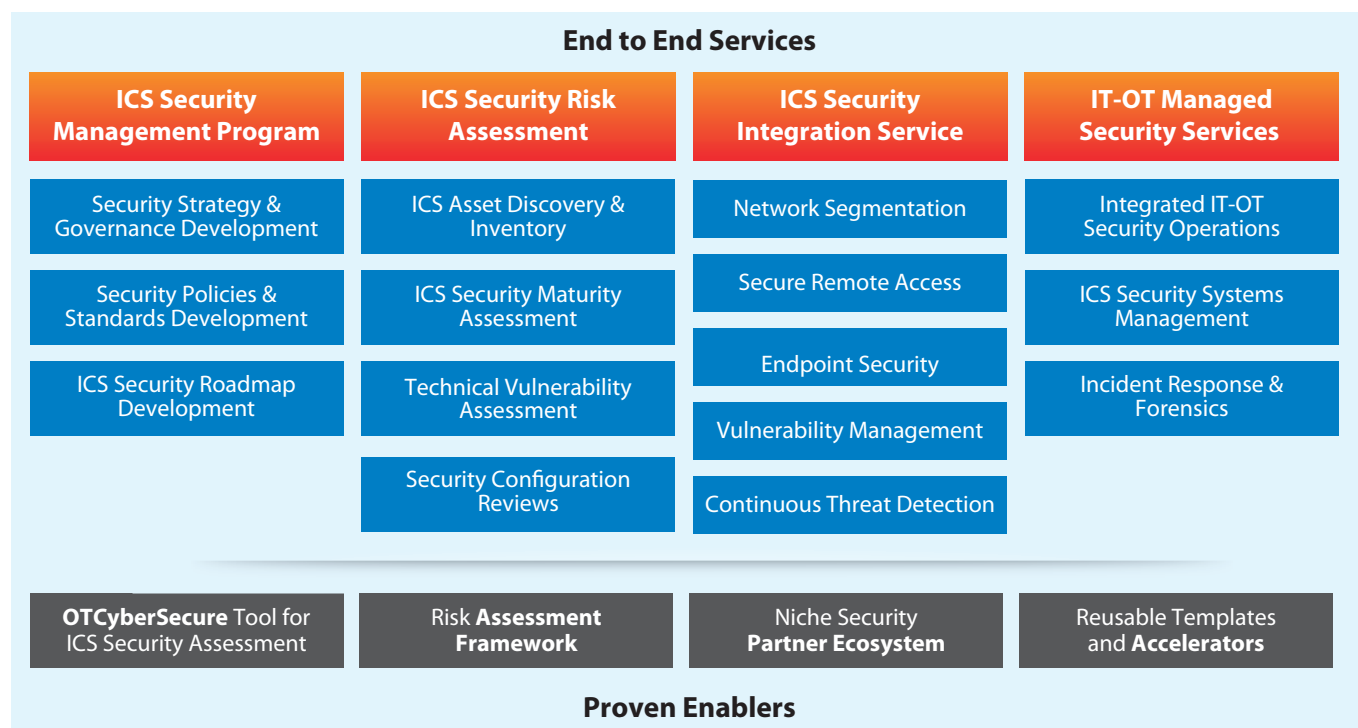 End to End Services
ICS Security
Management Program
Security Strategy &
Governance Development
Security Policies &
Standards Development
ICS Security Roadmap
Development
ICS Security Risk
Assessment
ICS Asset Discovery &
Inventory
ICS Security Maturity
Assessment
Technical Vulnerability
Assessment
Security Configuration
Reviews
ICS Security
Integration Service
Network Segmentation
Secure Remote Access
Endpoint Security
Vulnerability Management
Continuous Threat Detection
IT-OT Managed
Security Services
Integrated IT-OT
Security Operations
ICS Security Systems
Management
Incident Response &
Forensics
OTCyberSecure Tool for
ICS Security Assessment
Risk Assessment
Framework
Niche Security
Partner Ecosystem
Reusable Templates
and Accelerators
Proven Enablers